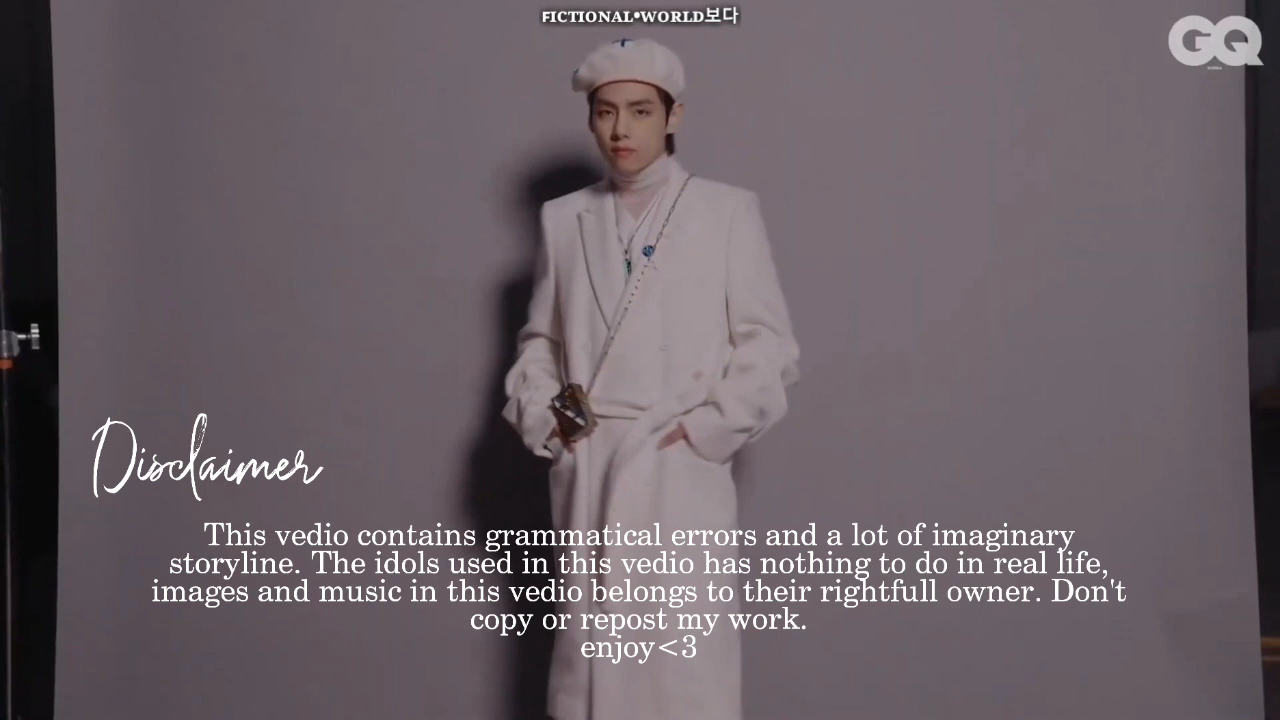 FICTIONAL•WORLD보다
GQ
KOREA
Disclaimer
This vedio contains grammatical errors and a lot of imaginary
storyline. The idols used in this vedio has nothing to do in real life,
images and music in this vedio belongs to their rightfull owner. Don't
copy or repost my work.
enjoy<3